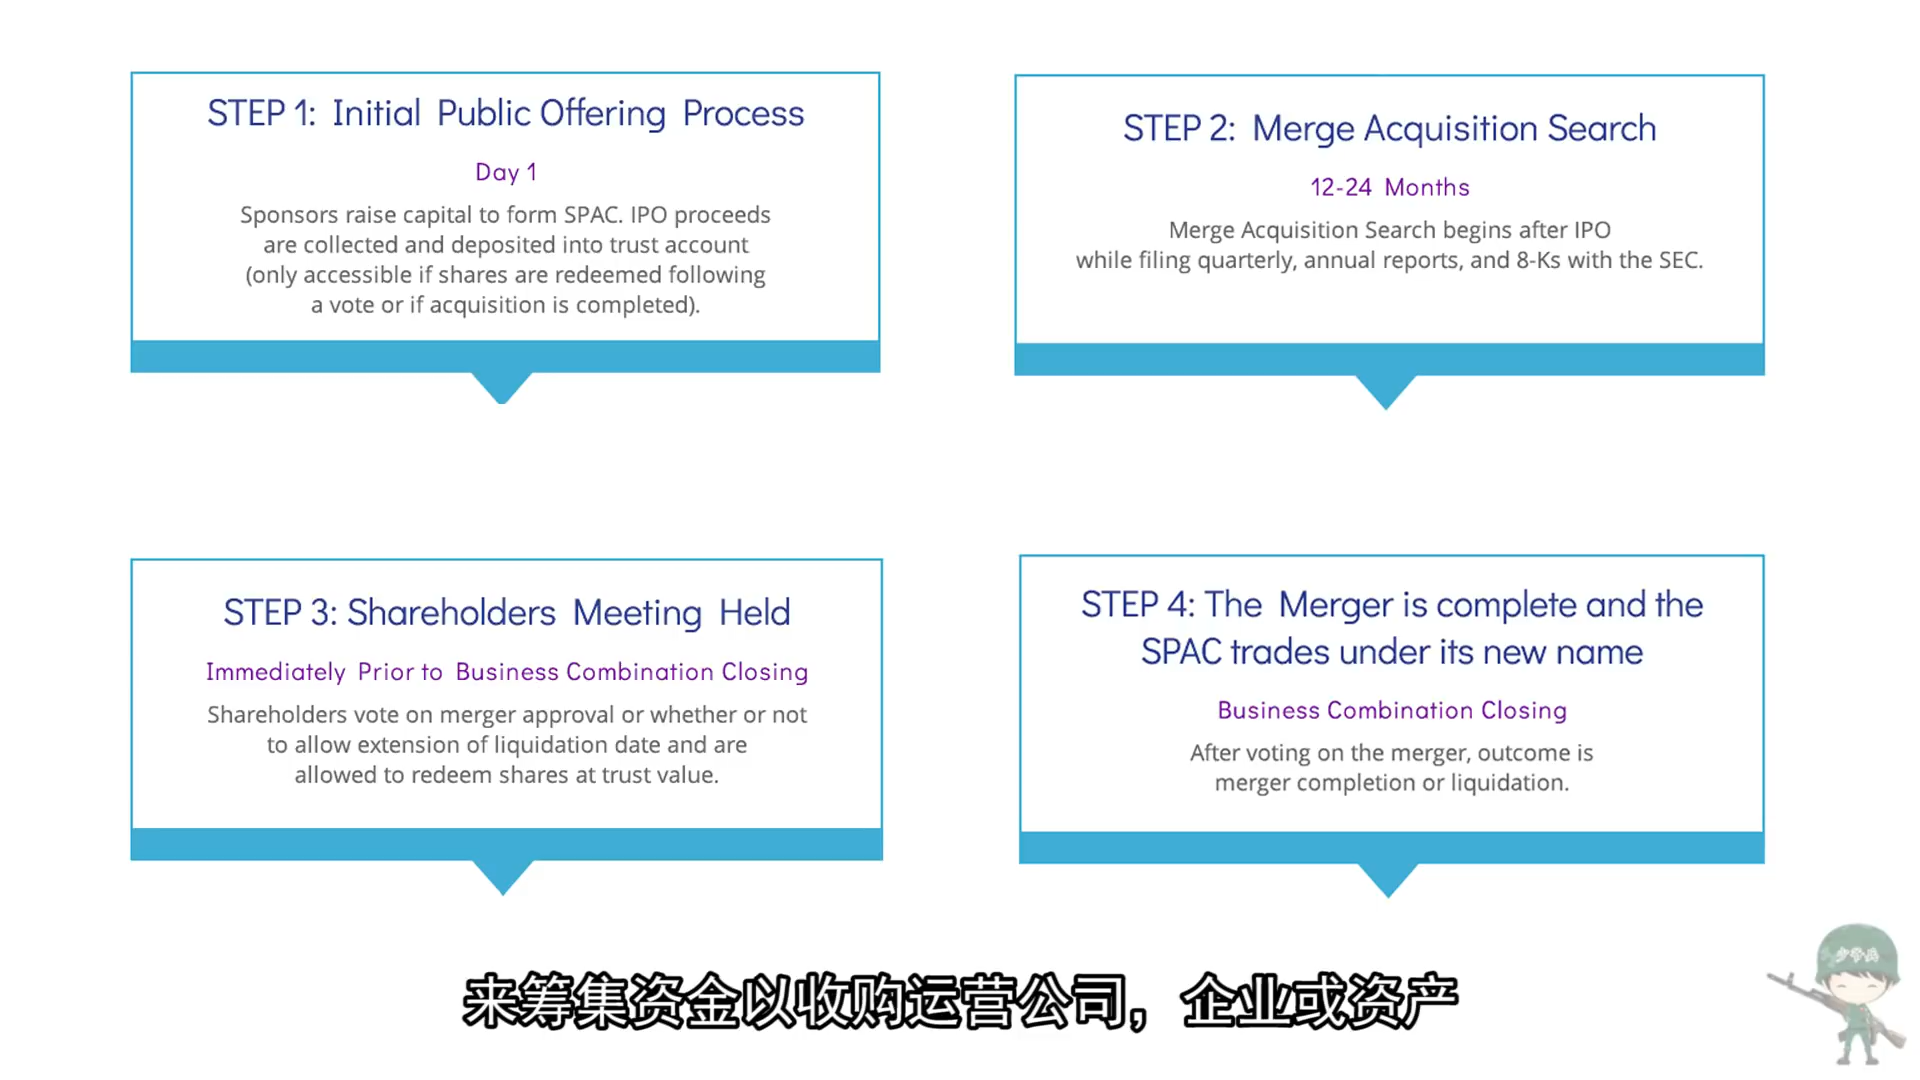 STEP 1: Initial Public Offering Process
Day 1
Sponsors raise capital to form SPAC. IPO proceeds
are collected and deposited into trust account
(only accessible if shares are redeemed following
a vote or if acquisition is completed).
STEP 2: Merge Acquisition Search
12-24 Months
Merge Acquisition Search begins after IPO
while filing quarterly, annual reports, and 8-Ks with the SEC.
STEP 3: Shareholders Meeting Held
Immediately Prior to Business Combination Closing
Shareholders vote on merger approval or whether or not
to allow extension of liquidation date and are
allowed to redeem shares at trust value.
STEP 4: The Merger is complete and the
SPAC trades under its new name
Business Combination Closing
After voting on the merger, outcome is
merger completion or liquidation.
来筹集资金以收购运营公司，企业或资产